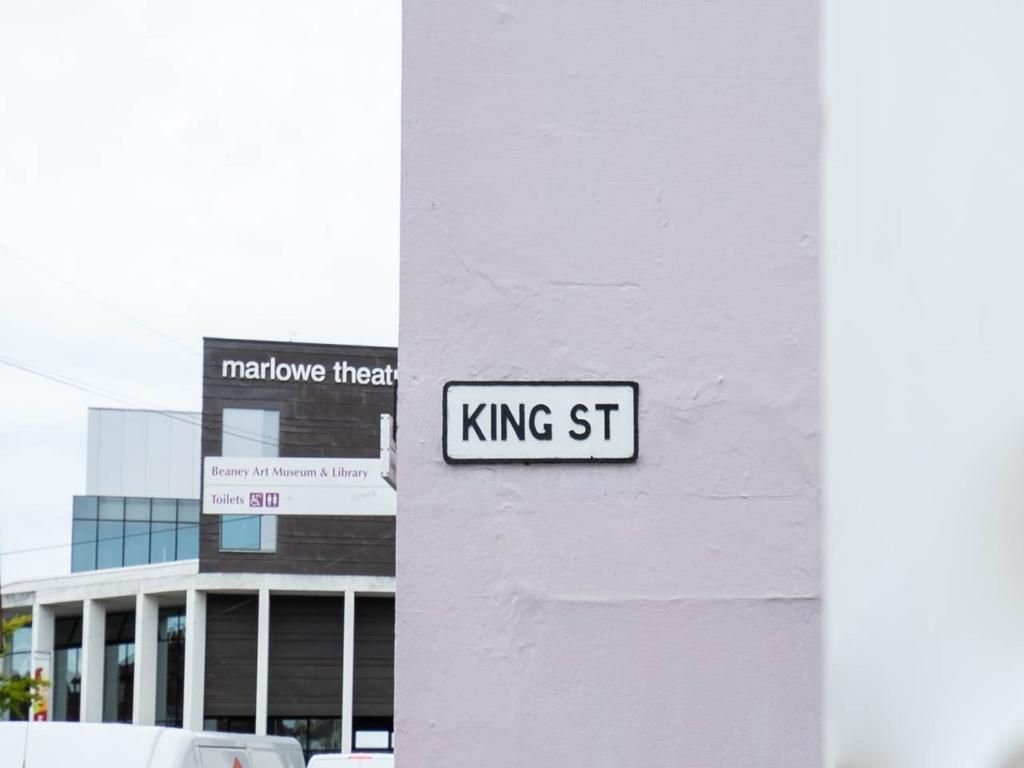 marlowe theat
Beaney Art Museum & Library
Toilets
KING ST